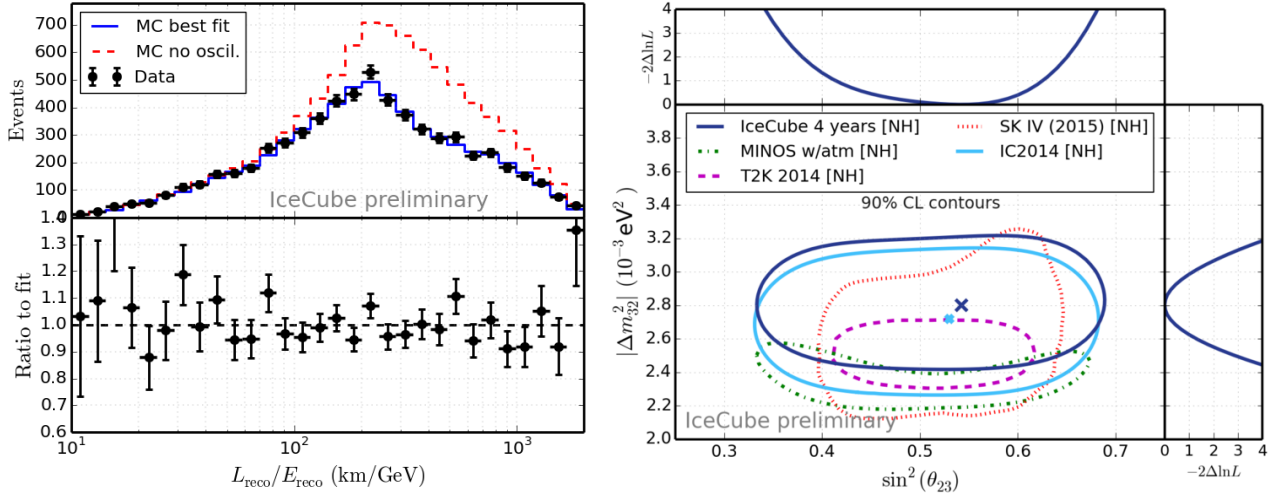 MC best fit
MC no oscil.
Data
Events
700
600
500
400
300
200
100
0
IceCube preliminary
Ratio to fit
1.4
1.3
1.2
1.1
1.0
0.9
0.8
0.7
0.6
10¹ 10² 10³
L_reco/E_reco (km/GeV)
−2ΔlnL
4
3
2
1
0
IceCube 4 years [NH]
MINOS w/atm [NH]
T2K 2014 [NH]
SK IV (2015) [NH]
IC2014 [NH]
90% CL contours
|Δm²₃₂| (10⁻³ eV²)
3.8
3.6
3.4
3.2
3.0
2.8
2.6
2.4
2.2
2.0
IceCube preliminary
0.3 0.4 0.5 0.6 0.7
sin² (θ₂₃)
0 1 2 3 4
−2ΔlnL